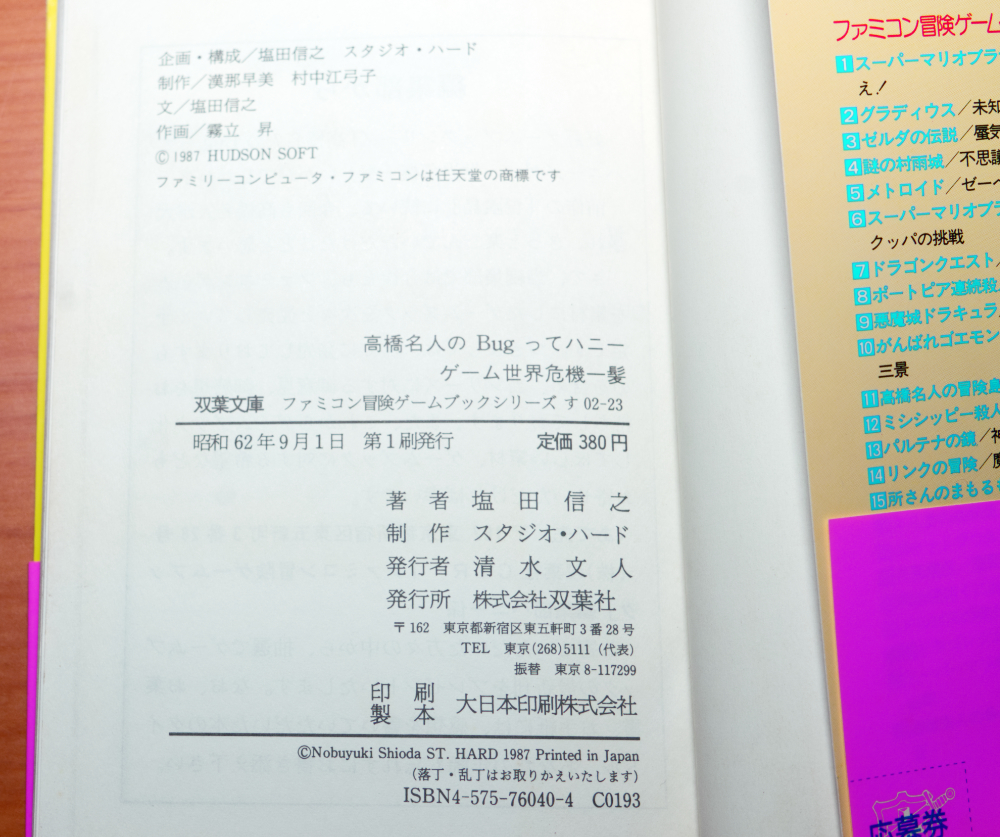 企画・構成／塩田信之　スタジオ・ハード
制作／漢那早美　村中江弓子
文／塩田信之
作画／霧立　昇
©1987 HUDSON SOFT
ファミリーコンピュータ・ファミコンは任天堂の商標です
高橋名人の Bug ってハニー
ゲーム世界危機一髪
双葉文庫　ファミコン冒険ゲームブックシリーズ す 02-23
昭和 62 年 9 月 1 日　第 1 刷発行　定価 380 円
著者　塩田信之
制作　スタジオ・ハード
発行者　清水文人
発行所　株式会社双葉社
〒 162　東京都新宿区東五軒町 3 番 28 号
TEL　東京(268)5111（代表）
振替　東京 8-117299
印刷
製本　大日本印刷株式会社
©Nobuyuki Shioda ST. HARD 1987 Printed in Japan
（落丁・乱丁はお取りかえいたします）
ISBN4-575-76040-4　C0193
ファミコン冒険ゲーム
1 スーパーマリオブラ
え！
2 グラディウス／未知
3 ゼルダの伝説／蜃気
4 謎の村雨城／不思議
5 メトロイド／ゼーベ
6 スーパーマリオブラ
クッパの挑戦
7 ドラゴンクエスト／
8 ポートピア連続殺
9 悪魔城ドラキュラ
10 がんばれゴエモン
三景
11 高橋名人の冒険島
12 ミシシッピー殺人
13 パルテナの鏡／神
14 リンクの冒険／魔
15 所さんのまもるも
応募券